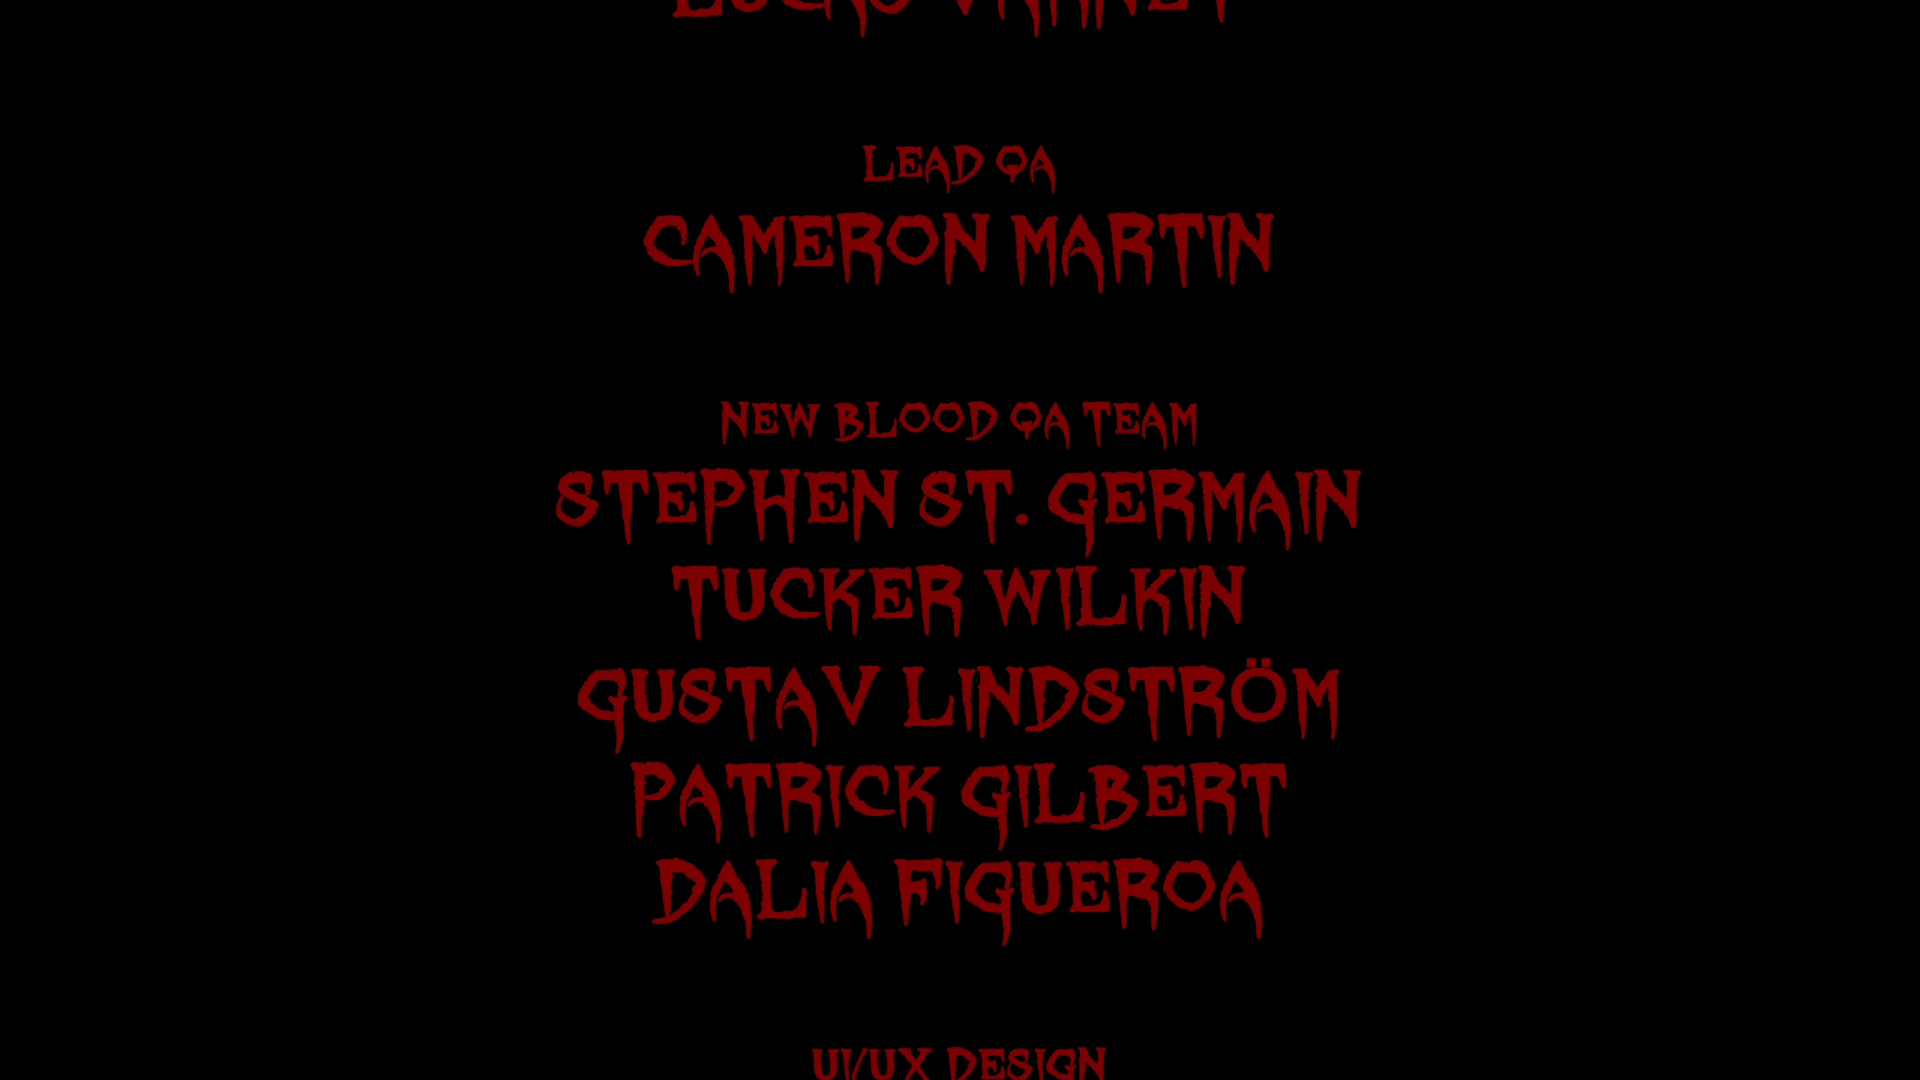 LEAD QA
CAMERON MARTIN
NEW BLOOD QA TEAM
STEPHEN ST. GERMAIN
TUCKER WILKIN
GUSTAV LINDSTRÖM
PATRICK GILBERT
DALIA FIGUEROA
UI/UX DESIGN